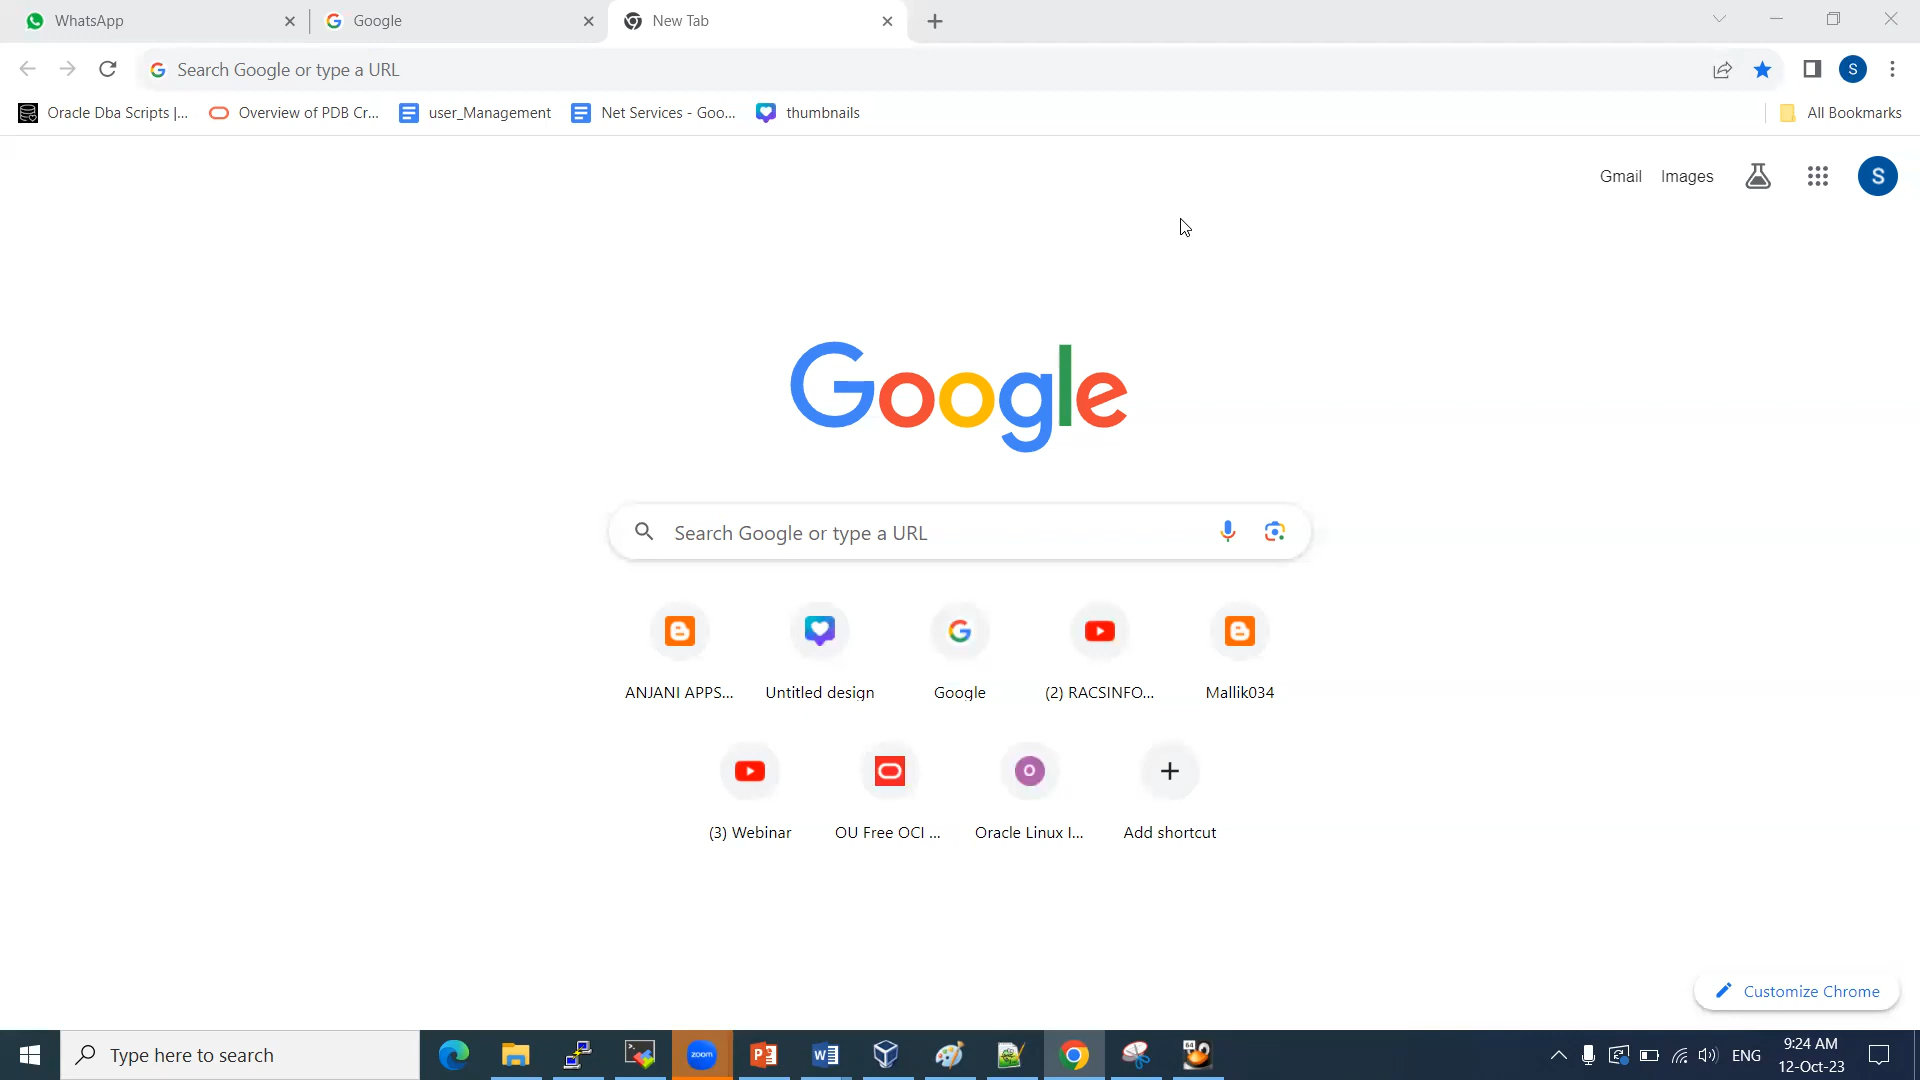 WhatsApp
Google
New Tab
Search Google or type a URL
S
Oracle Dba Scripts |...
Overview of PDB Cr...
user_Management
Net Services - Goo...
thumbnails
All Bookmarks
Gmail
Images
S
Google
Search Google or type a URL
ANJANI APPS...
Untitled design
Google
(2) RACSINFO...
Mallik034
O
(3) Webinar
OU Free OCI ...
Oracle Linux I...
Add shortcut
Customize Chrome
Type here to search
zoom
64
ENG
9:24 AM
12-Oct-23